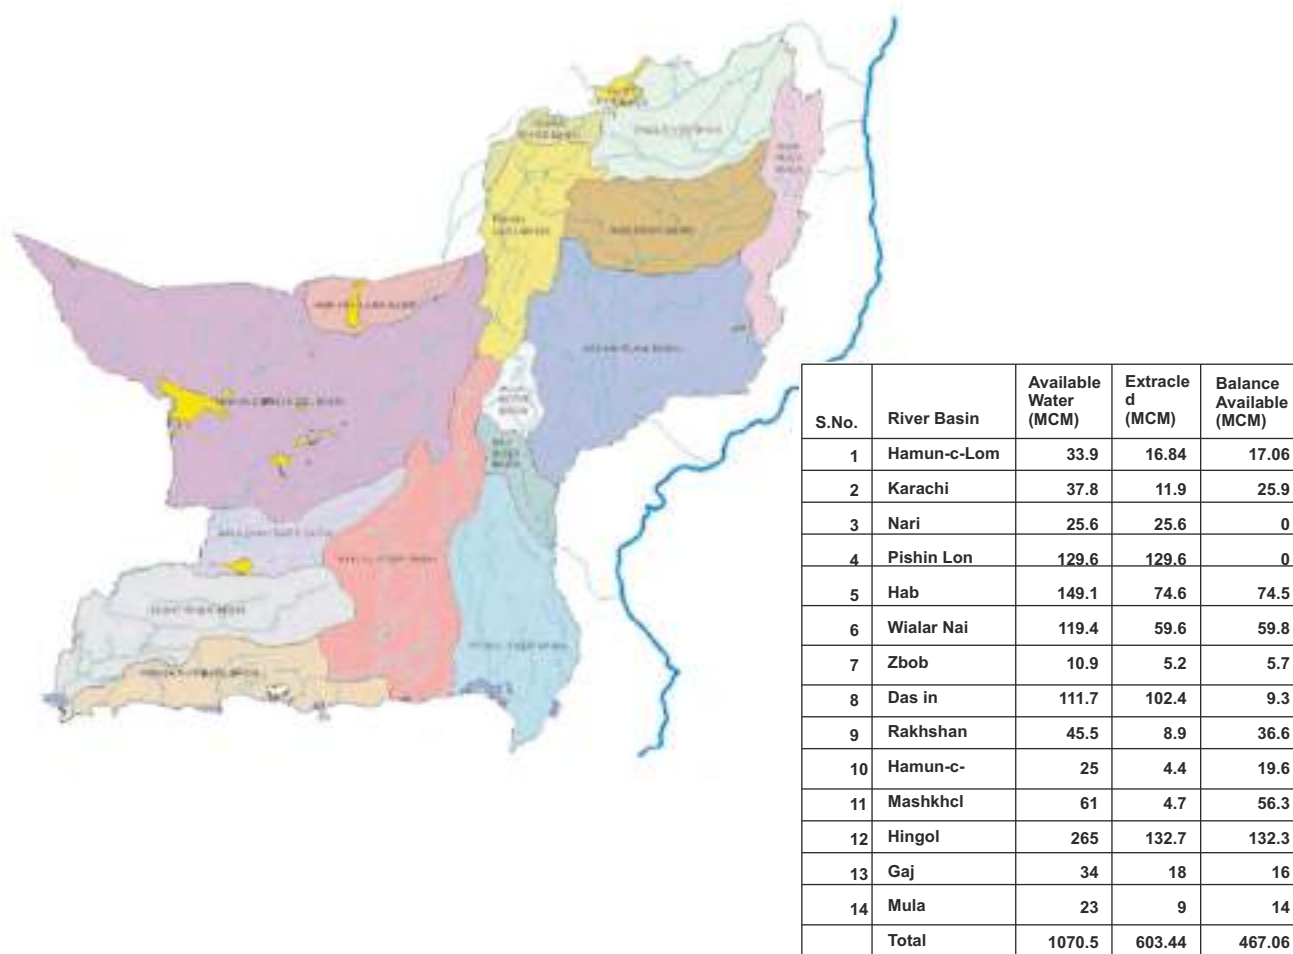 S.No. River Basin Available Water (MCM) Extracle d (MCM) Balance Available (MCM)
1 Hamun-c-Lom 33.9 16.84 17.06
2 Karachi 37.8 11.9 25.9
3 Nari 25.6 25.6 0
4 Pishin Lon 129.6 129.6 0
5 Hab 149.1 74.6 74.5
6 Wialar Nai 119.4 59.6 59.8
7 Zbob 10.9 5.2 5.7
8 Das in 111.7 102.4 9.3
9 Rakhshan 45.5 8.9 36.6
10 Hamun-c- 25 4.4 19.6
11 Mashkhcl 61 4.7 56.3
12 Hingol 265 132.7 132.3
13 Gaj 34 18 16
14 Mula 23 9 14
Total 1070.5 603.44 467.06